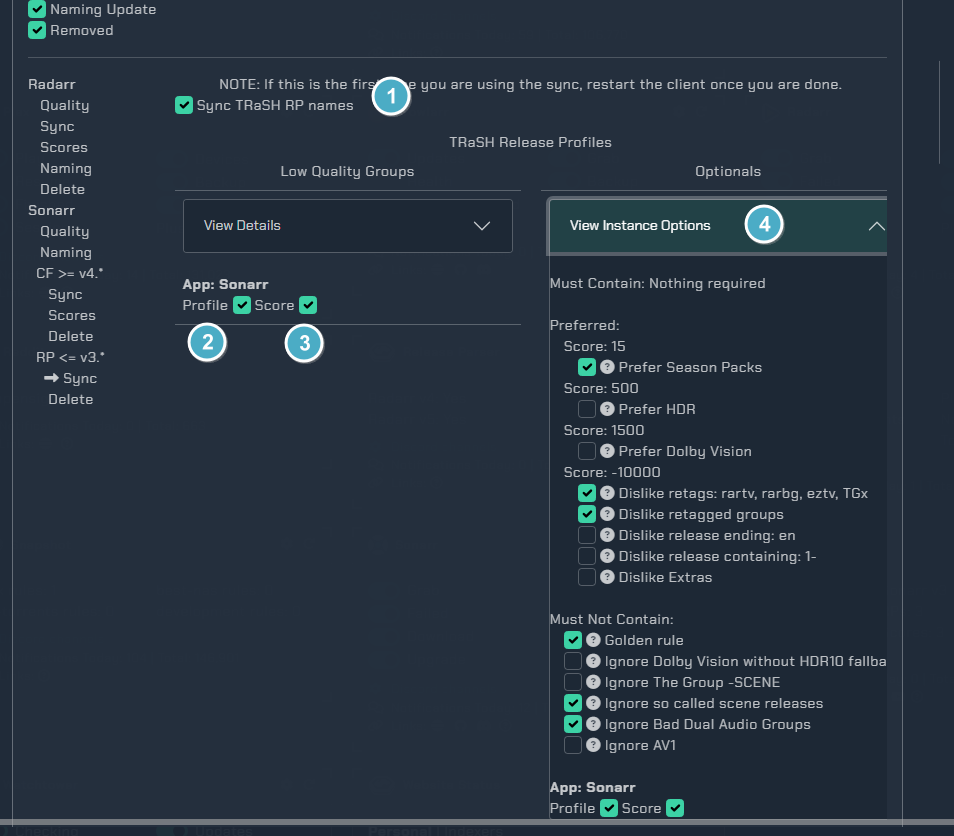 Naming Update
Removed
Radarr
Quality
Sync
Scores
Naming
Delete
Sonarr
Quality
Naming
CF >= v4.*
Sync
Scores
Delete
RP <= v3.*
Sync
Delete
NOTE: If this is the firs e you are using the sync, restart the client once you are done.
1
Sync TRaSH RP names
TRaSH Release Profiles
Low Quality Groups
View Details
App: Sonarr
Profile Score
2 3
Optionals
View Instance Options 4
Must Contain: Nothing required
Preferred:
Score: 15
? Prefer Season Packs
Score: 500
? Prefer HDR
Score: 1500
? Prefer Dolby Vision
Score: -10000
? Dislike retags: rartv, rarbg, eztv, TGx
? Dislike retagged groups
? Dislike release ending: en
? Dislike release containing: 1-
? Dislike Extras
Must Not Contain:
? Golden rule
? Ignore Dolby Vision without HDR10 fallba
? Ignore The Group -SCENE
? Ignore so called scene releases
? Ignore Bad Dual Audio Groups
? Ignore AV1
App: Sonarr
Profile Score